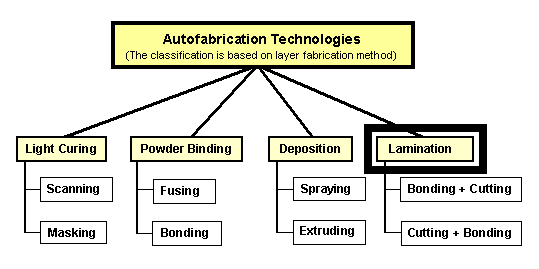 Autofabrication Technologies
(The classification is based on layer fabrication method)
Light Curing
Powder Binding
Deposition
Lamination
Scanning
Fusing
Spraying
Bonding + Cutting
Masking
Bonding
Extruding
Cutting + Bonding